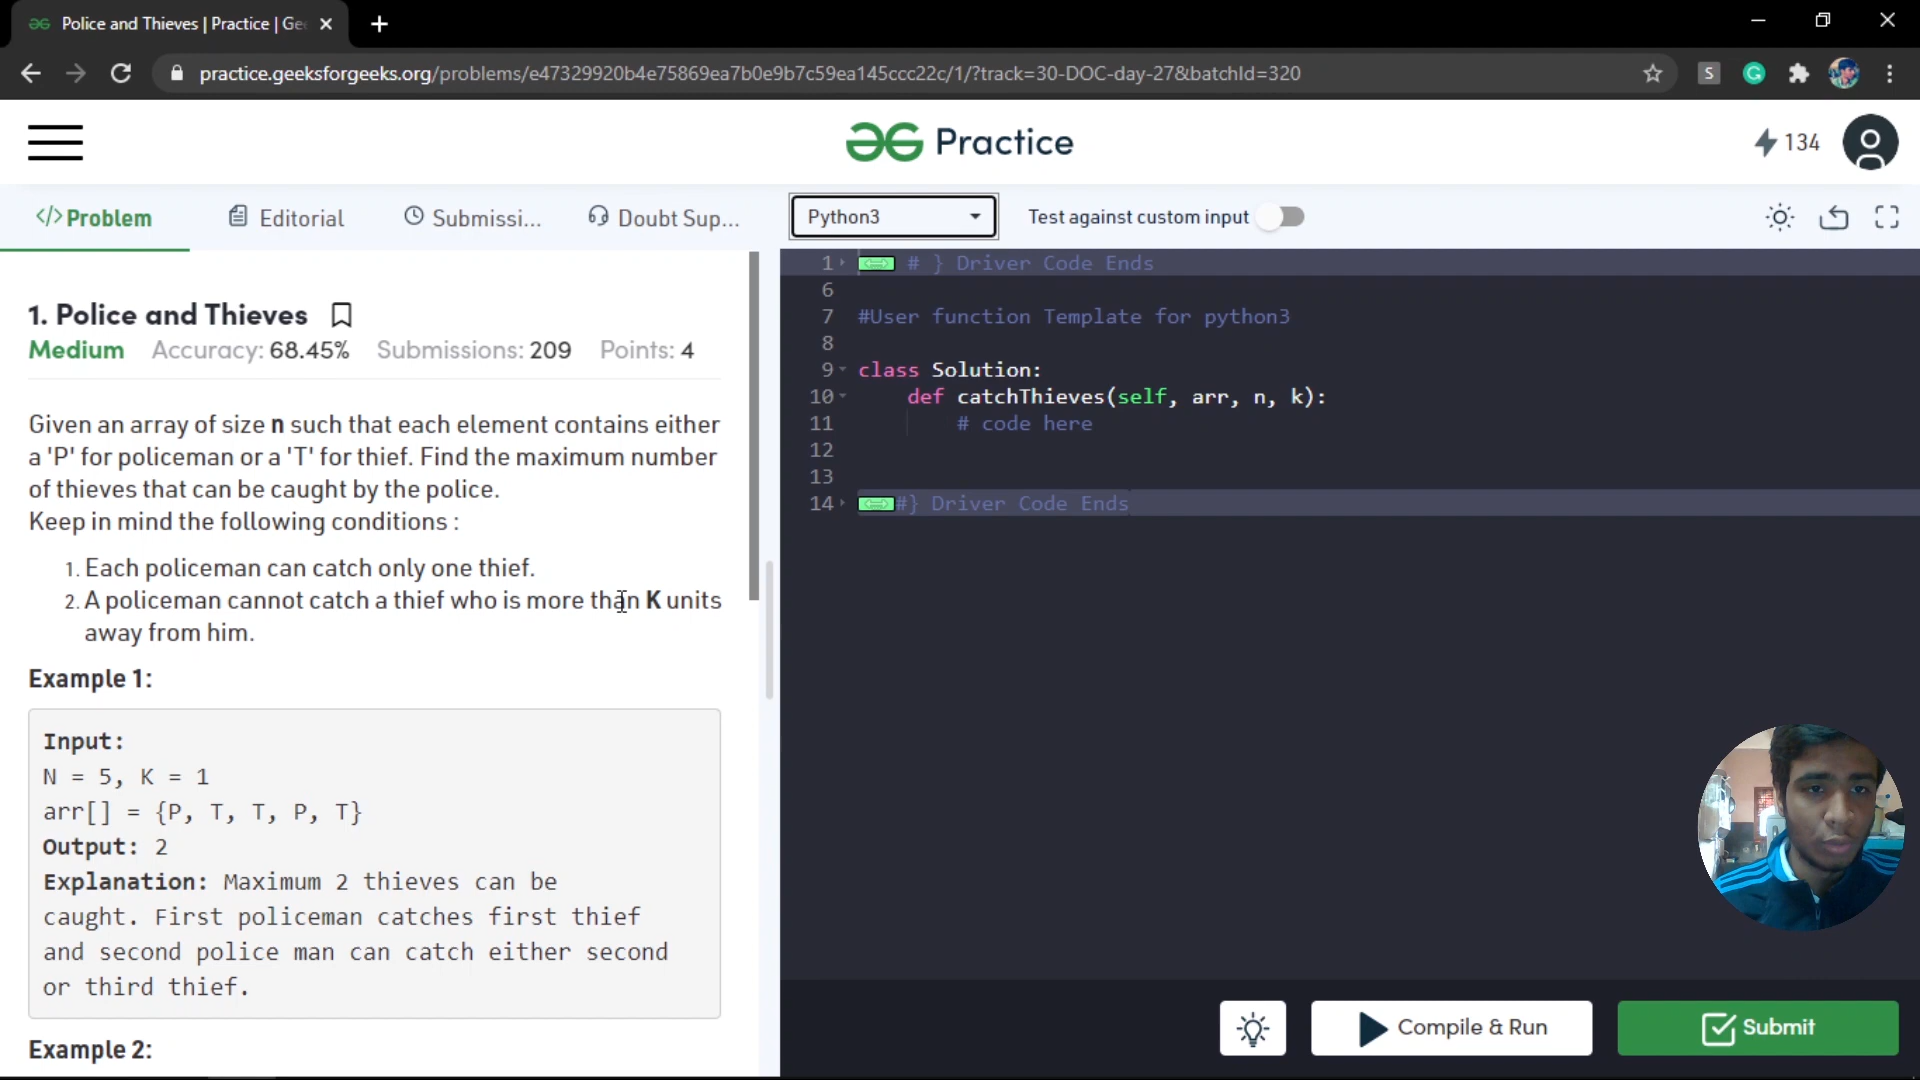 Police and Thieves | Practice | Gee
practice.geeksforgeeks.org/problems/e47329920b4e75869ea7b0e9b7c59ea145ccc22c/1/?track=30-DOC-day-27&batchId=320
S
G
Practice
134
</>Problem
Editorial
Submissi...
Doubt Sup...
Python3
Test against custom input
1. Police and Thieves
Medium Accuracy: 68.45% Submissions: 209 Points: 4
Given an array of size n such that each element contains either
a 'P' for policeman or a 'T' for thief. Find the maximum number
of thieves that can be caught by the police.
Keep in mind the following conditions :
1. Each policeman can catch only one thief.
2. A policeman cannot catch a thief who is more than K units
away from him.
Example 1:
Input:
N = 5, K = 1
arr[] = {P, T, T, P, T}
Output: 2
Explanation: Maximum 2 thieves can be
caught. First policeman catches first thief
and second police man can catch either second
or third thief.
Example 2:
1 # } Driver Code Ends
6
7 #User function Template for python3
8
9 class Solution:
10 def catchThieves(self, arr, n, k):
11 # code here
12
13
14 #} Driver Code Ends
Compile & Run
Submit